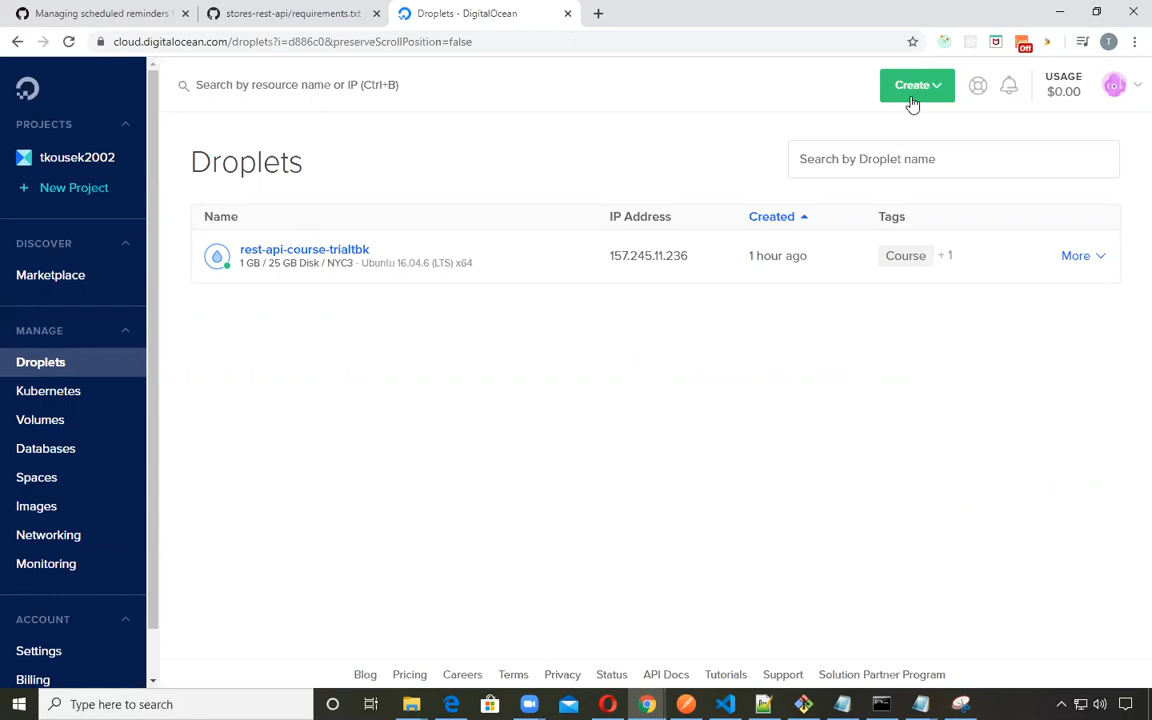 Managing scheduled reminders
stores-rest-api/requirements.txt
Droplets - DigitalOcean
cloud.digitalocean.com/droplets?i=d886c0&preserveScrollPosition=false
Off
T
Search by resource name or IP (Ctrl+B)
Create
USAGE
$0.00
PROJECTS
tkousek2002
+ New Project
DISCOVER
Marketplace
MANAGE
Droplets
Kubernetes
Volumes
Databases
Spaces
Images
Networking
Monitoring
ACCOUNT
Settings
Billing
Droplets
Search by Droplet name
Name IP Address Created Tags
rest-api-course-trialtbk 157.245.11.236 1 hour ago Course + 1 More
1 GB / 25 GB Disk / NYC3 - Ubuntu 16.04.6 (LTS) x64
Blog Pricing Careers Terms Privacy Status API Docs Tutorials Support Solution Partner Program
Type here to search